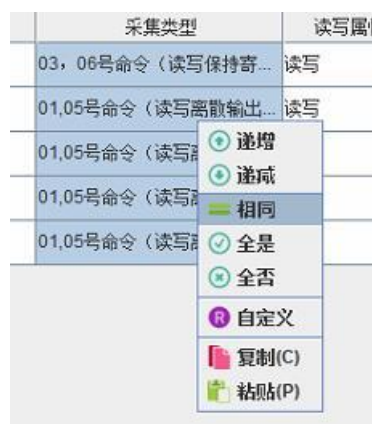 采集类型 读写属
03，06号命令（读写保持寄... 读写
01,05号命令（读写离散输出... 读写
01,05号命令（读写
01,05号命令（读写
01,05号命令（读写
递增
递减
相同
全是
全否
R 自定义
复制(C)
粘贴(P)